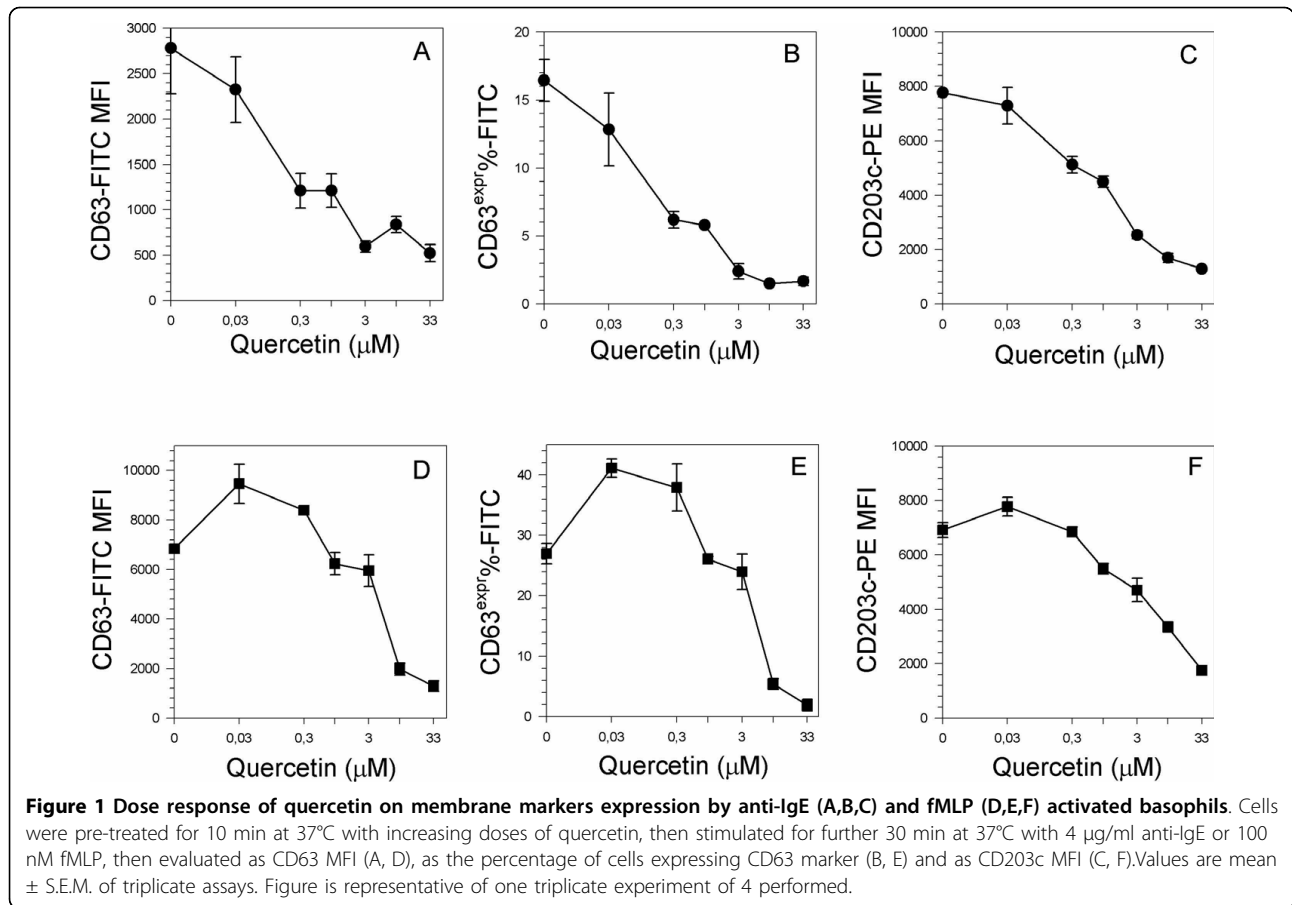 A
CD63-FITC MFI
3000
2500
2000
1500
1000
500
0
0 0,03 0,3 3 33
Quercetin (µM)
B
CD63expr%-FITC
20
15
10
5
0
0 0,03 0,3 3 33
Quercetin (µM)
C
CD203c-PE MFI
10000
8000
6000
4000
2000
0
0 0,03 0,3 3 33
Quercetin (µM)
D
CD63-FITC MFI
10000
8000
6000
4000
2000
0
0 0,03 0,3 3 33
Quercetin (µM)
E
CD63expr%-FITC
40
30
20
10
0
0 0,03 0,3 3 33
Quercetin (µM)
F
CD203c-PE MFI
10000
8000
6000
4000
2000
0
0 0,03 0,3 3 33
Quercetin (µM)
Figure 1 Dose response of quercetin on membrane markers expression by anti-IgE (A,B,C) and fMLP (D,E,F) activated basophils. Cells
were pre-treated for 10 min at 37°C with increasing doses of quercetin, then stimulated for further 30 min at 37°C with 4 µg/ml anti-IgE or 100
nM fMLP, then evaluated as CD63 MFI (A, D), as the percentage of cells expressing CD63 marker (B, E) and as CD203c MFI (C, F).Values are mean
± S.E.M. of triplicate assays. Figure is representative of one triplicate experiment of 4 performed.